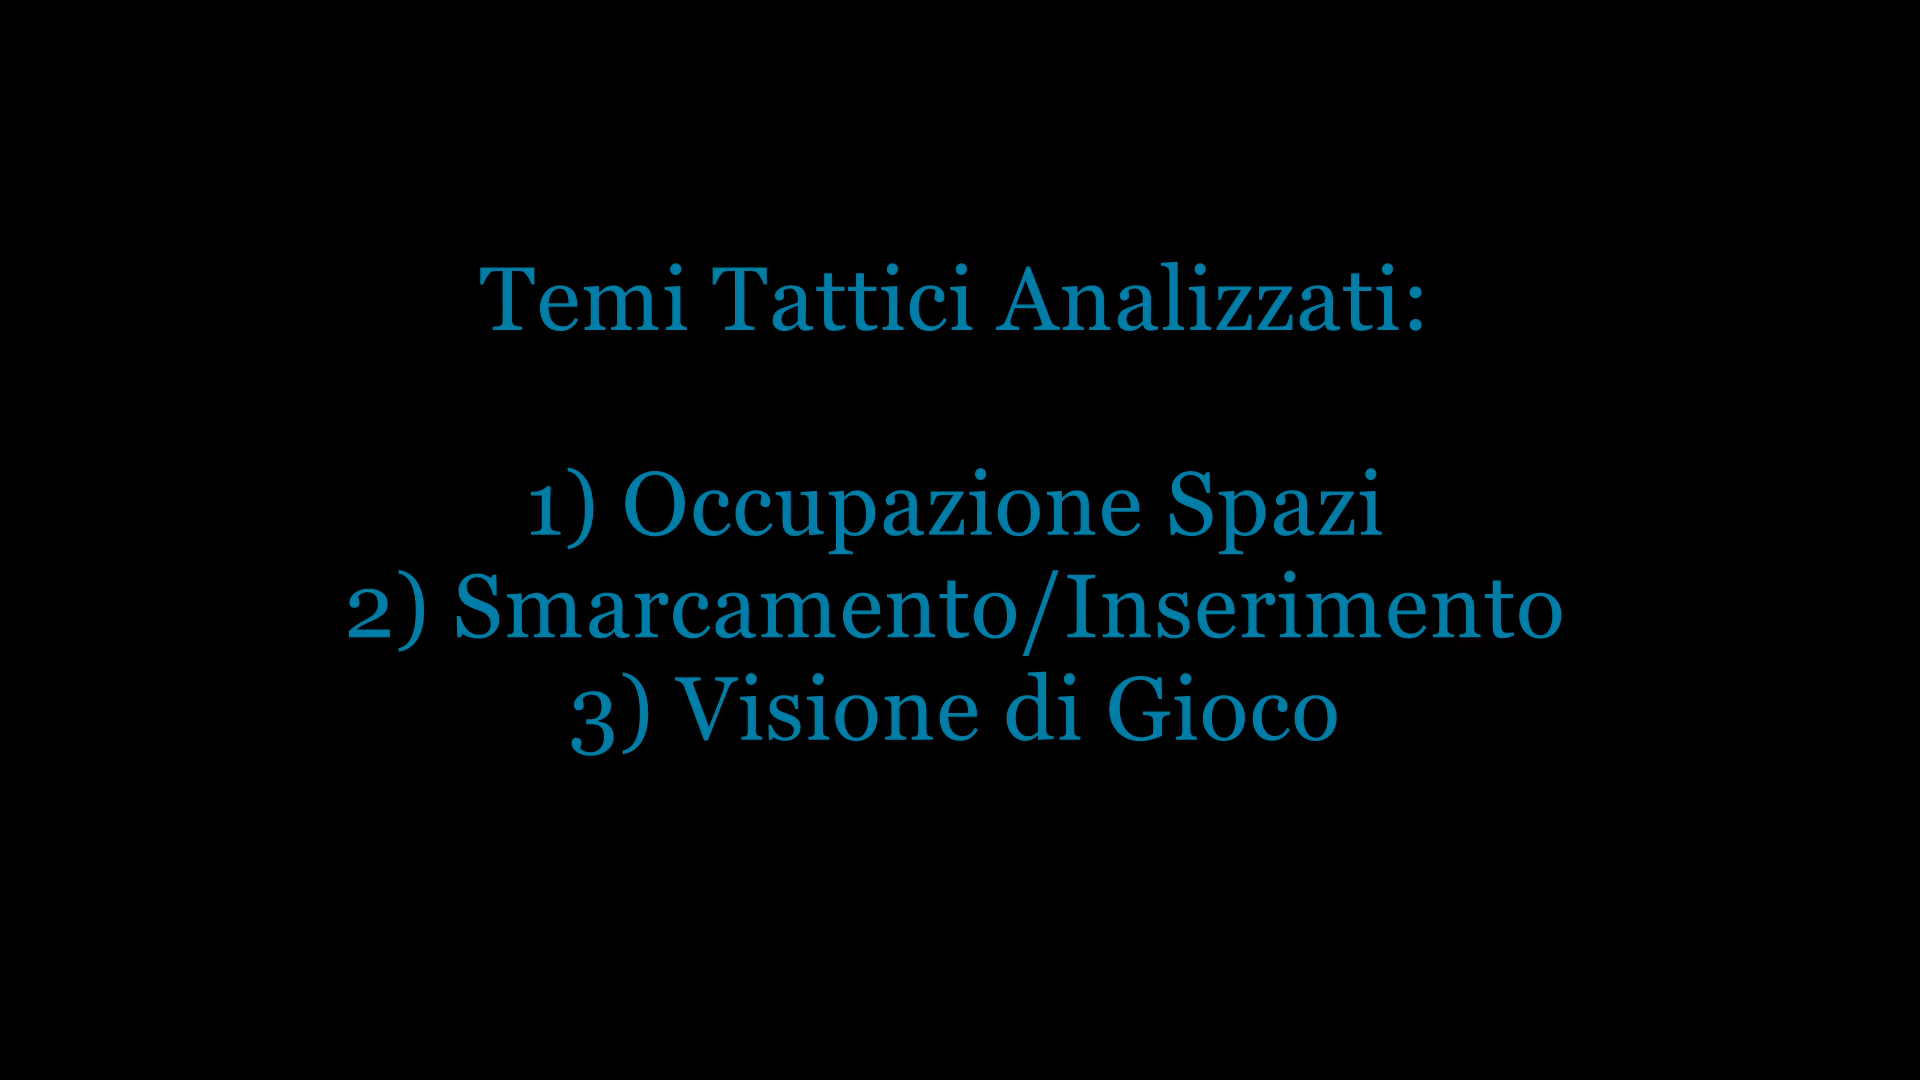 Temi Tattici Analizzati:
1) Occupazione Spazi
2) Smarcamento/Inserimento
3) Visione di Gioco